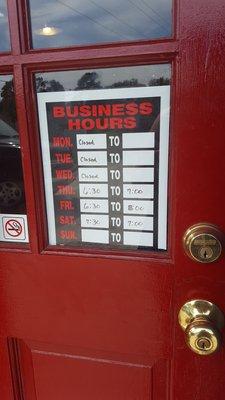 BUSINESS
HOURS
MON. Closed TO
TUE. Closed TO
WED. Closed TO
THU. 6:30 TO 7:00
FRI. 6:30 TO 8:00
SAT. 7:30 TO 7:00
SUN. TO